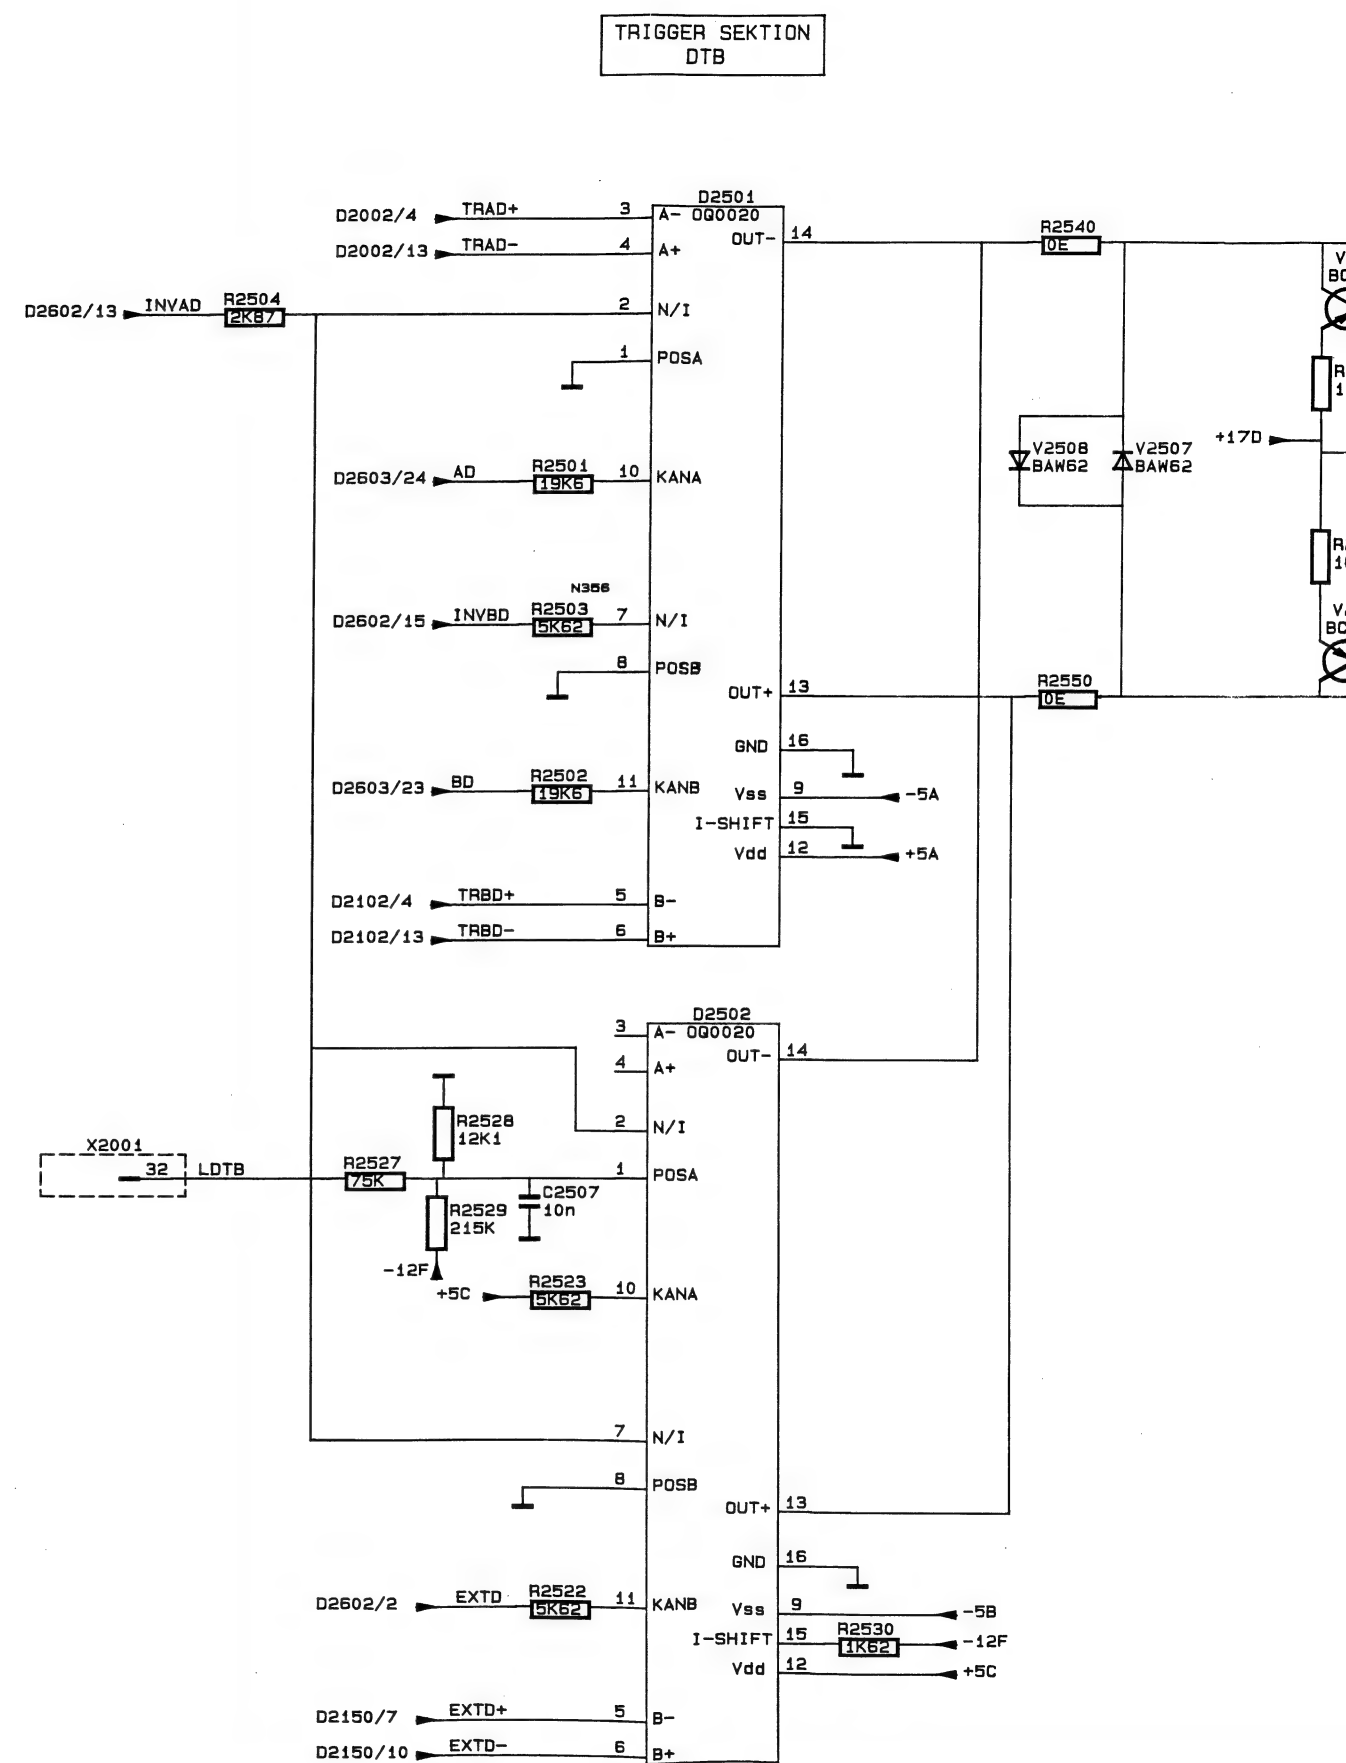 TRIGGER SEKTION
DTB
D2501
D2002/4 TRAD+ 3 A- OQ0020
OUT- 14 R2540
0E
D2002/13 TRAD- 4 A+
D2602/13 INVAD R2504
2K87
2 N/I
1 POSA
+17D
V2508
BAW62
V2507
BAW62
D2603/24 AD R2501
19K6
10 KANA
N356
D2602/15 INVBD R2503
5K62
7 N/I
8 POSB
OUT+ 13 R2550
0E
GND 16
D2603/23 BD R2502
19K6
11 KANB
Vss 9 -5A
I-SHIFT 15
Vdd 12 +5A
D2102/4 TRBD+ 5 B-
D2102/13 TRBD- 6 B+
D2502
3 A- OQ0020
OUT- 14
4 A+
R2528
12K1
2 N/I
X2001
32 LDTB R2527
75K
1 POSA
C2507
10n
R2529
215K
-12F
+5C R2523
5K62
10 KANA
7 N/I
8 POSB
OUT+ 13
GND 16
D2602/2 EXTD R2522
5K62
11 KANB
Vss 9 -5B
I-SHIFT 15 R2530
1K62
-12F
Vdd 12 +5C
D2150/7 EXTD+ 5 B-
D2150/10 EXTD- 6 B+